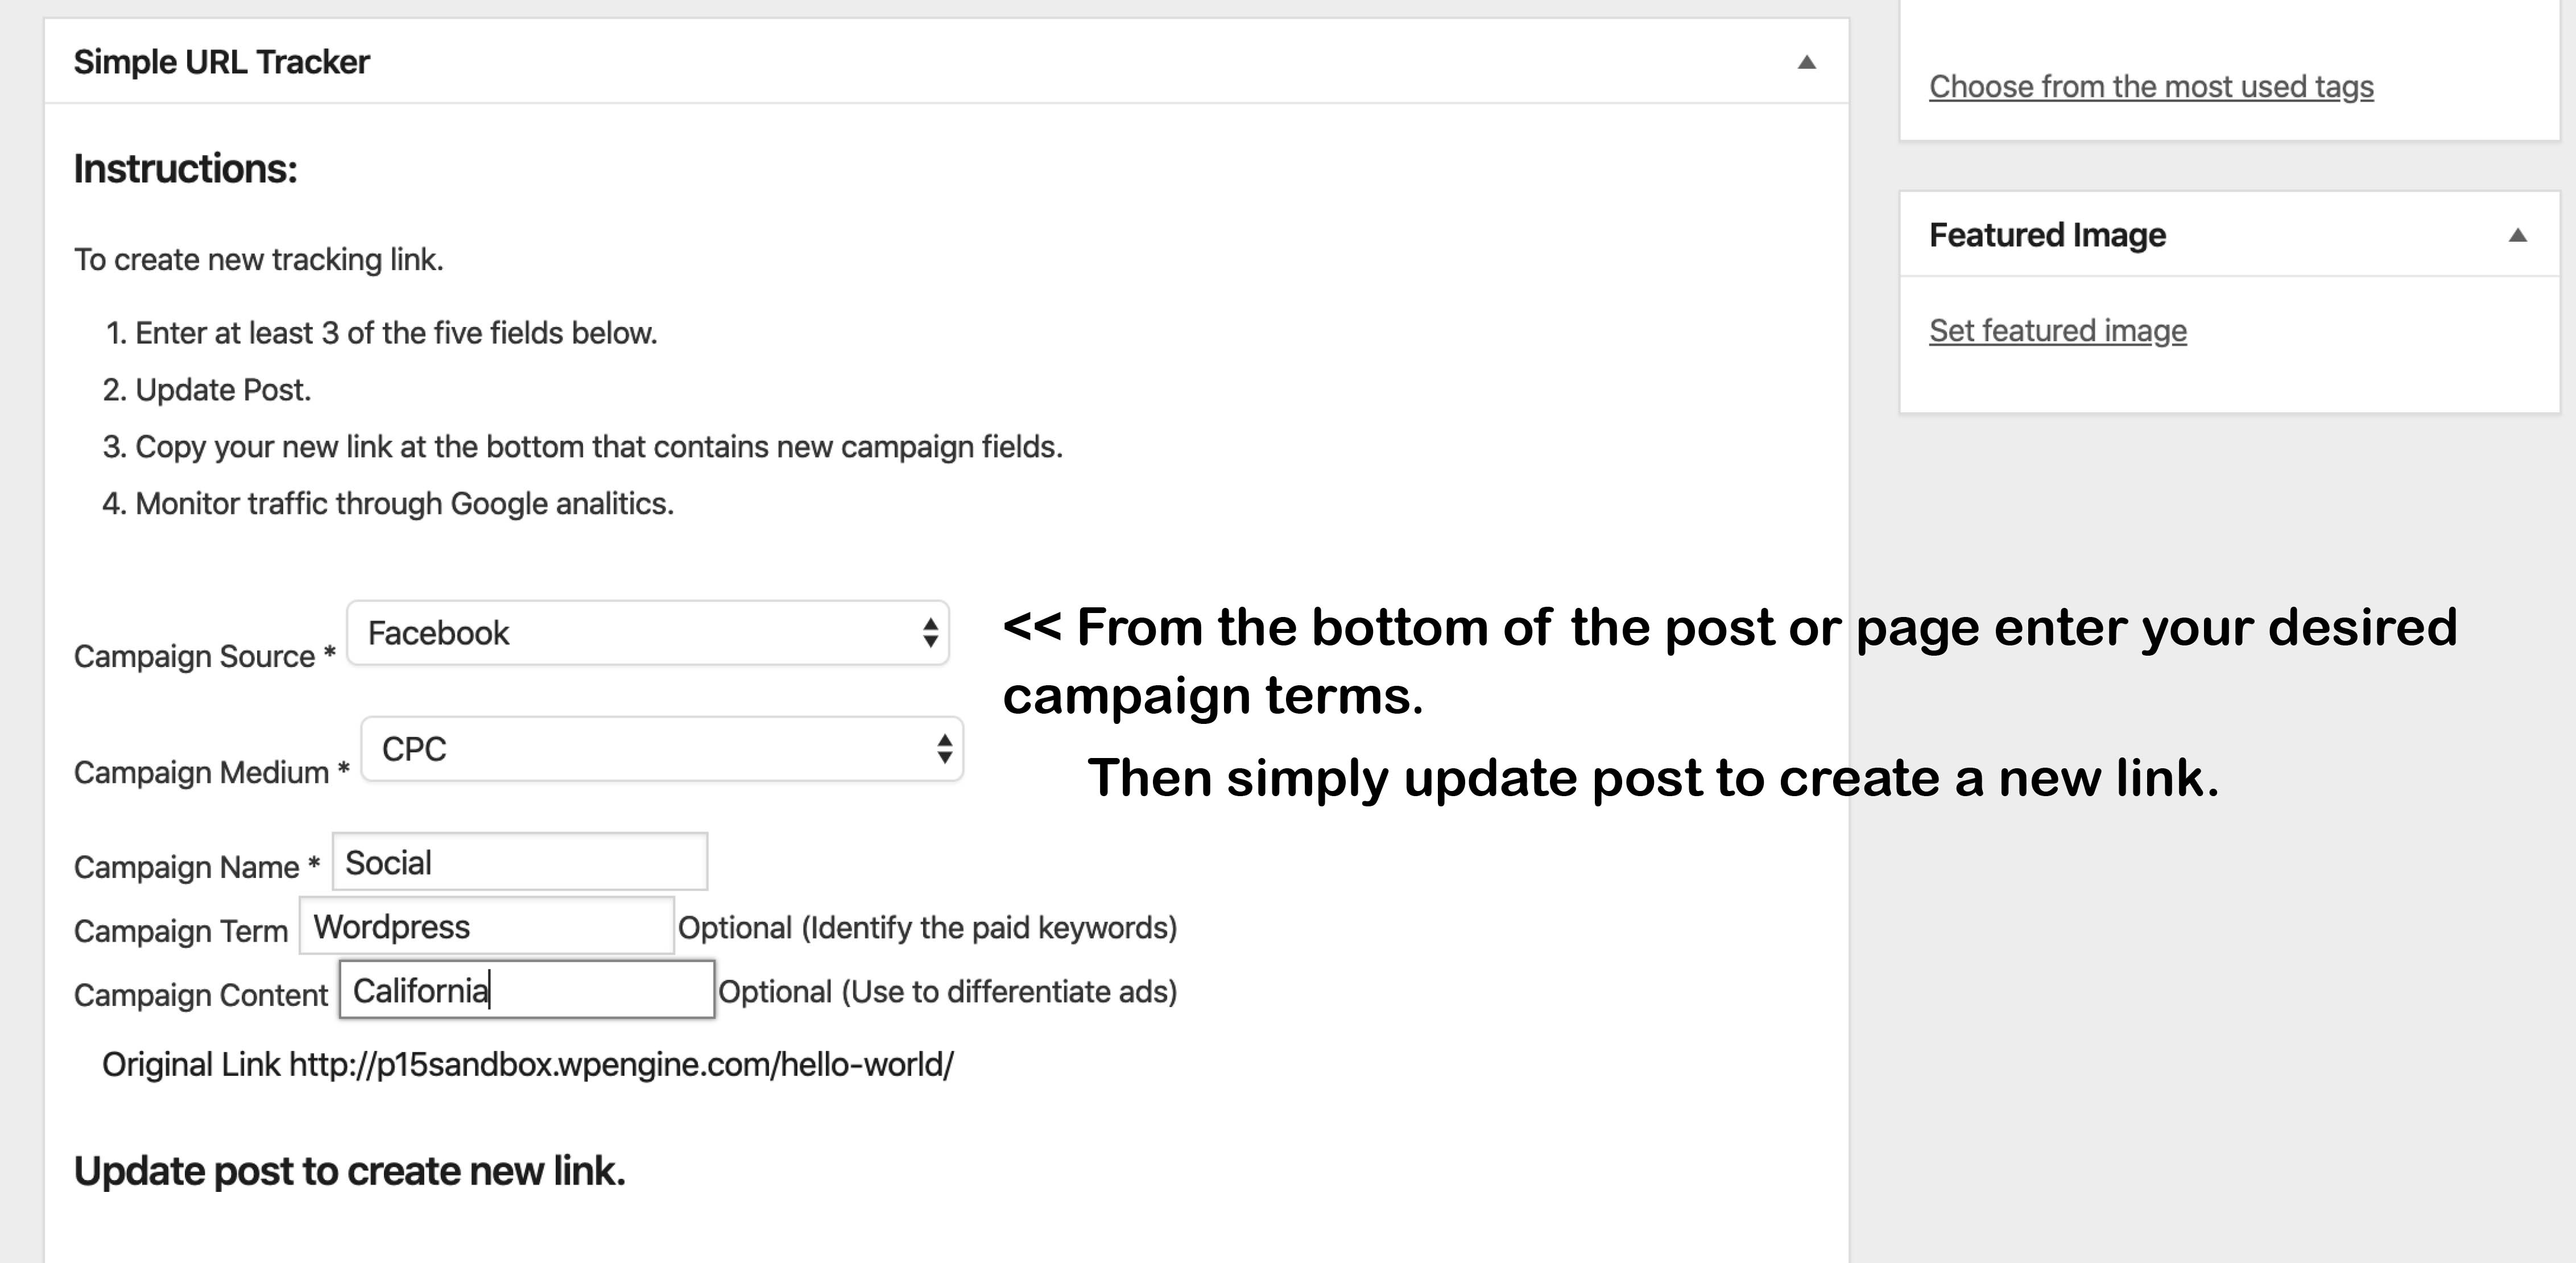 Simple URL Tracker
Instructions:
To create new tracking link.
1. Enter at least 3 of the five fields below.
2. Update Post.
3. Copy your new link at the bottom that contains new campaign fields.
4. Monitor traffic through Google analitics.
Campaign Source * Facebook
<< From the bottom of the post or page enter your desired
campaign terms.
Campaign Medium * CPC
Then simply update post to create a new link.
Campaign Name * Social
Campaign Term Wordpress Optional (Identify the paid keywords)
Campaign Content California Optional (Use to differentiate ads)
Original Link http://p15sandbox.wpengine.com/hello-world/
Update post to create new link.
Choose from the most used tags
Featured Image
Set featured image